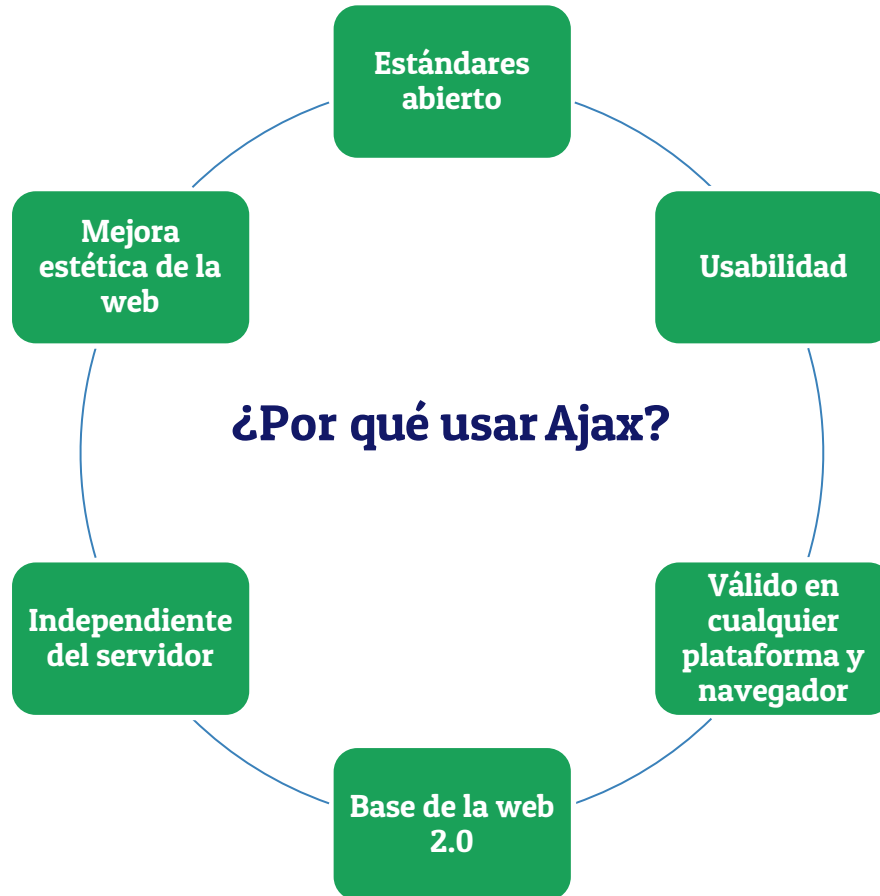 Estándares
abierto
Mejora
estética de la
web
Usabilidad
¿Por qué usar Ajax?
Independiente
del servidor
Válido en
cualquier
plataforma y
navegador
Base de la web
2.0